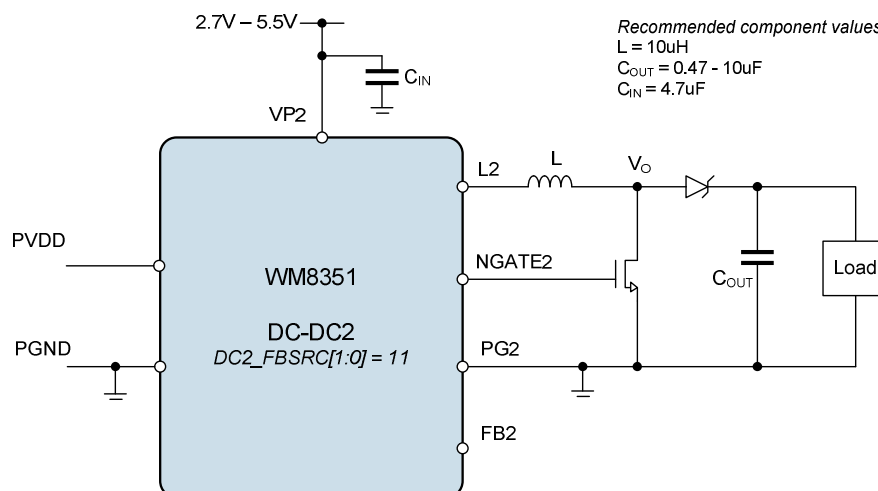 2.7V – 5.5V
Recommended component values
L = 10uH
COUT = 0.47 - 10uF
CIN = 4.7uF
CIN
VP2
L2
L
VO
PVDD
WM8351
NGATE2
COUT
Load
DC-DC2
DC2_FBSRC[1:0] = 11
PGND
PG2
FB2